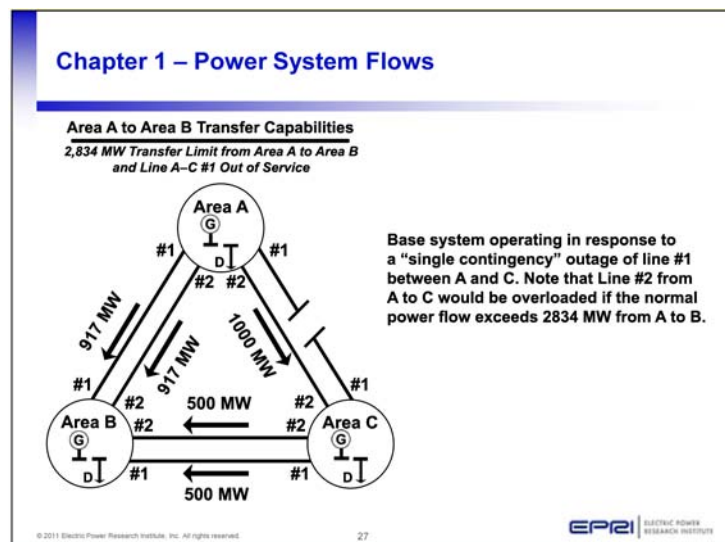 Chapter 1 – Power System Flows
Area A to Area B Transfer Capabilities
2,834 MW Transfer Limit from Area A to Area B
and Line A–C #1 Out of Service
Area A
G
D
#1
#1
#2 #2
917 MW
917 MW
1000 MW
Base system operating in response to
a “single contingency” outage of line #1
between A and C. Note that Line #2 from
A to C would be overloaded if the normal
power flow exceeds 2834 MW from A to B.
#1
#2
500 MW
#2
#1
Area B
#2
#2
Area C
G
G
D
#1
#1
D
500 MW
© 2011 Electric Power Research Institute, Inc. All rights reserved.
27
EPRI
ELECTRIC POWER
RESEARCH INSTITUTE